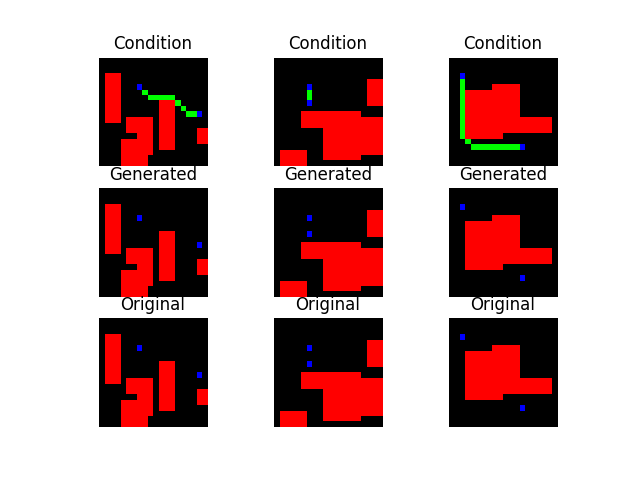 Condition
Condition
Condition
Generated
Generated
Generated
Original
Original
Original